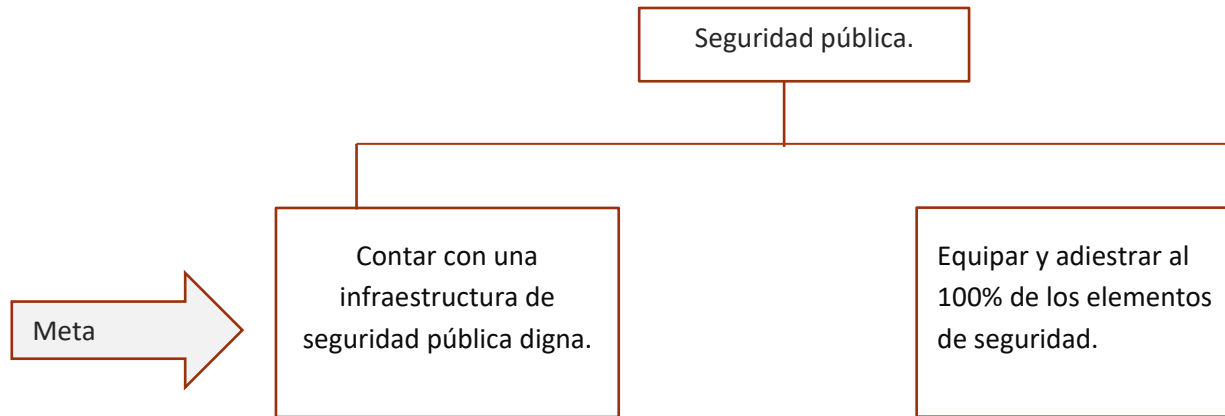 Seguridad pública.
Contar con una
infraestructura de
seguridad pública digna.
Equipar y adiestrar al
100% de los elementos
de seguridad.
Meta